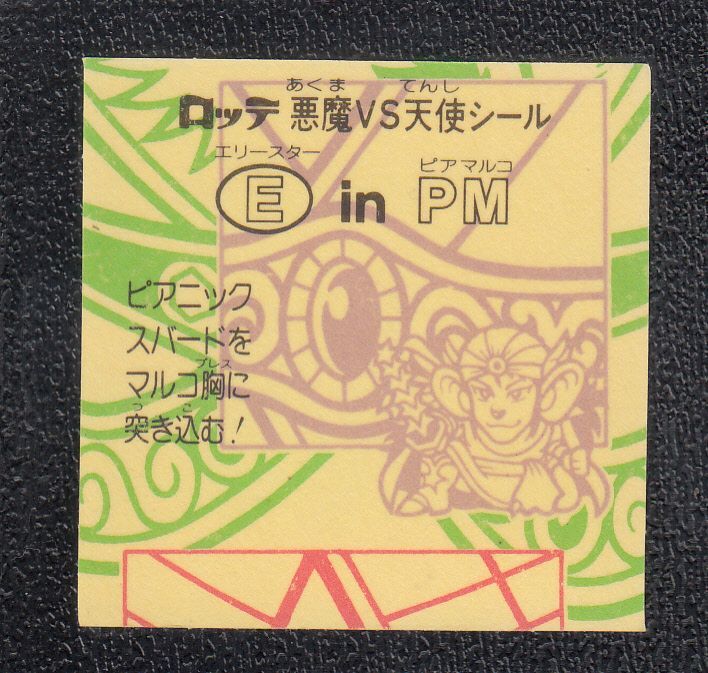 あくま てんし
ロッテ 悪魔VS天使シール
エリースター ピアマルコ
E in PM
ピアニック
スバードを
プレス
マルコ胸に
つ こ
突き込む!